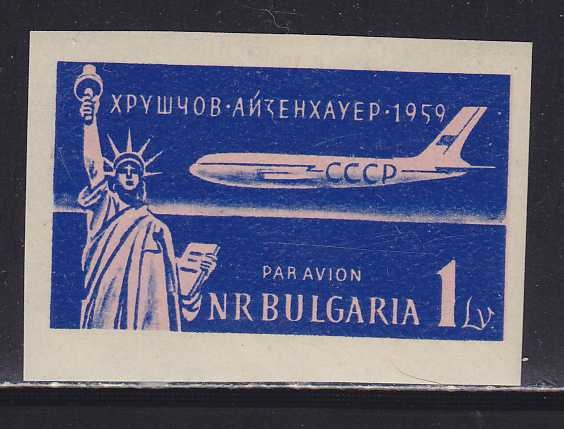 ХРУШЧОВ·АЙЗЕНХАУЕР·1959
СССР
PAR AVION
NR BULGARIA 1 Lv